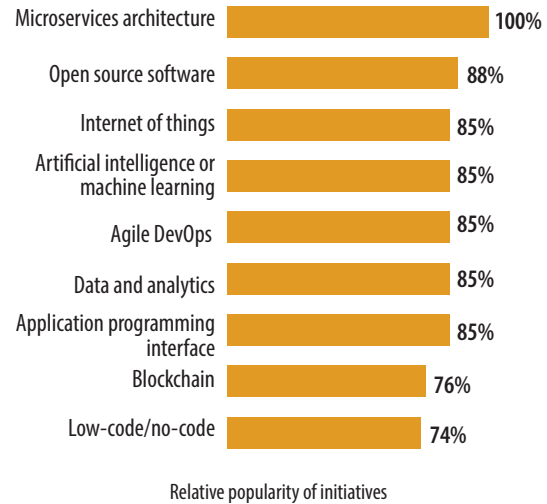 Microservices architecture 100%
Open source software 88%
Internet of things 85%
Artificial intelligence or
machine learning 85%
Agile DevOps 85%
Data and analytics 85%
Application programming
interface 85%
Blockchain 76%
Low-code/no-code 74%
Relative popularity of initiatives